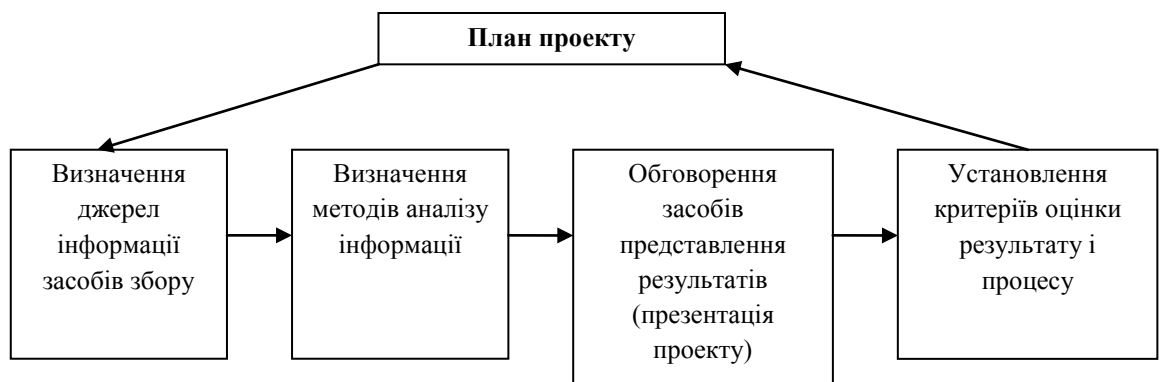 План проекту
Визначення
джерел
інформації
засобів збору
Визначення
методів аналізу
інформації
Обговорення
засобів
представлення
результатів
(презентація
проекту)
Установлення
критеріїв оцінки
результату і
процесу